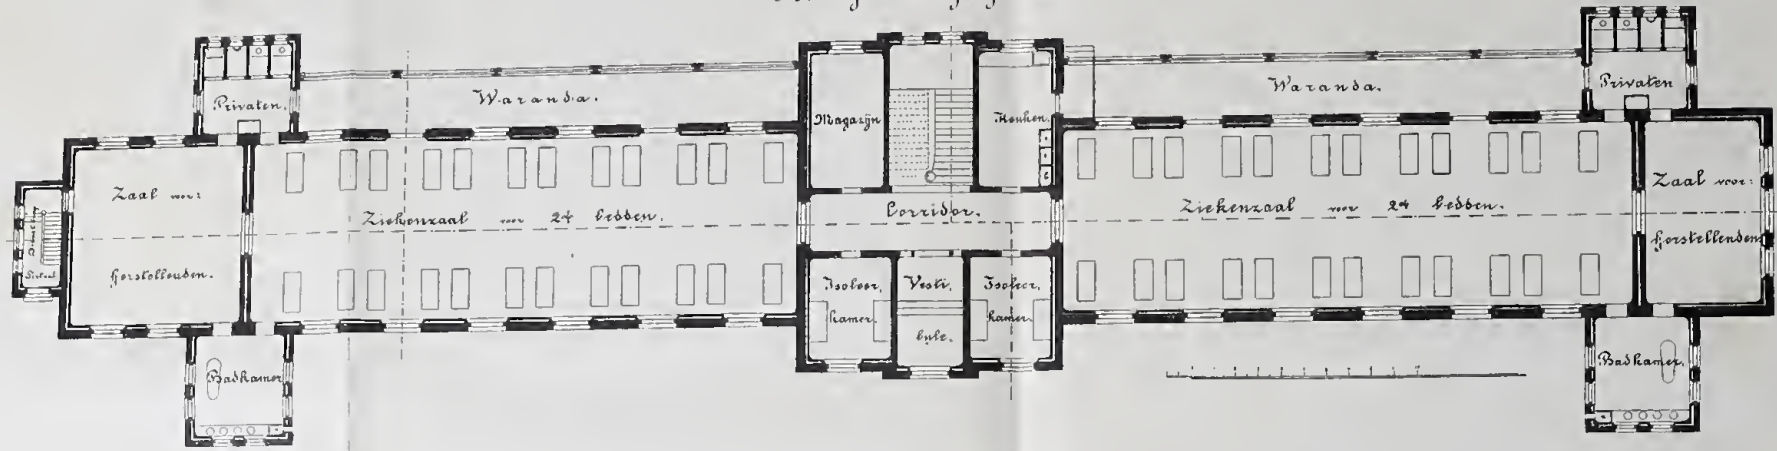 Privaten.
Waranda.
Magazijn
Keuken.
Waranda.
Privaten
Zaal voor:
Herstellenden.
Ziekenzaal voor 24 bedden.
Corridor.
Ziekenzaal voor 24 bedden.
Zaal voor:
Herstellenden
Isoleer
kamer.
Vesti,
bule.
Isoleer,
kamer.
Badkamer
Badkamer.